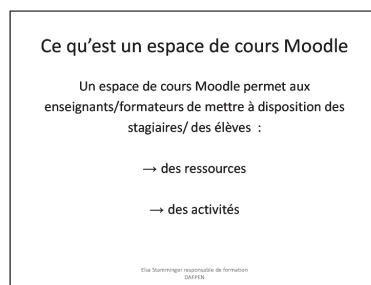 Ce qu'est un espace de cours Moodle
Un espace de cours Moodle permet aux
enseignants/formateurs de mettre à disposition des
stagiaires/ des élèves :
→ des ressources
→ des activités
Elsa Stamminger responsable de formation
DAFPEN